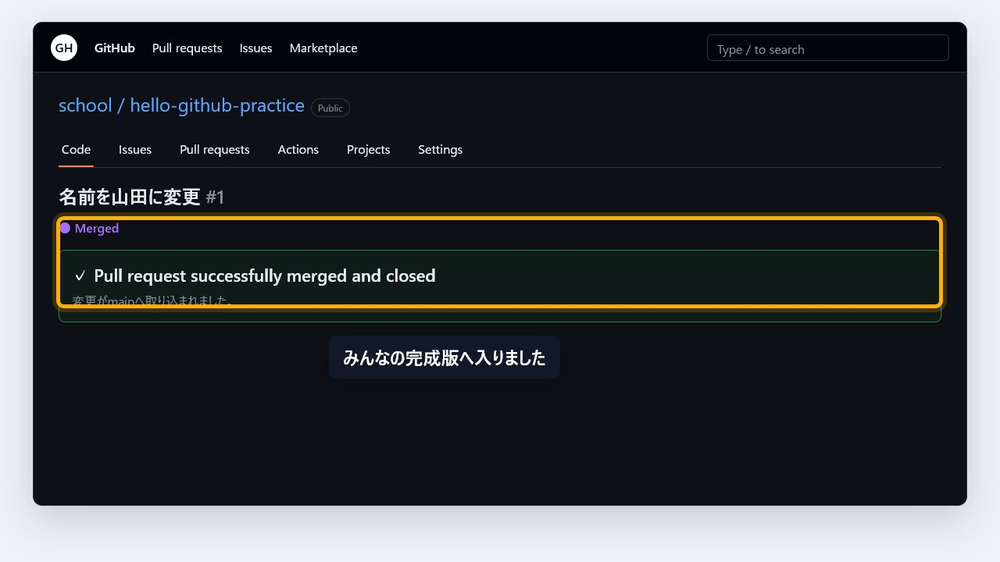 GH GitHub Pull requests Issues Marketplace Type / to search
school / hello-github-practice Public
Code Issues Pull requests Actions Projects Settings
名前を山田に変更 #1
Merged
✓ Pull request successfully merged and closed
変更がmainへ取り込まれました。
みんなの完成版へ入りました